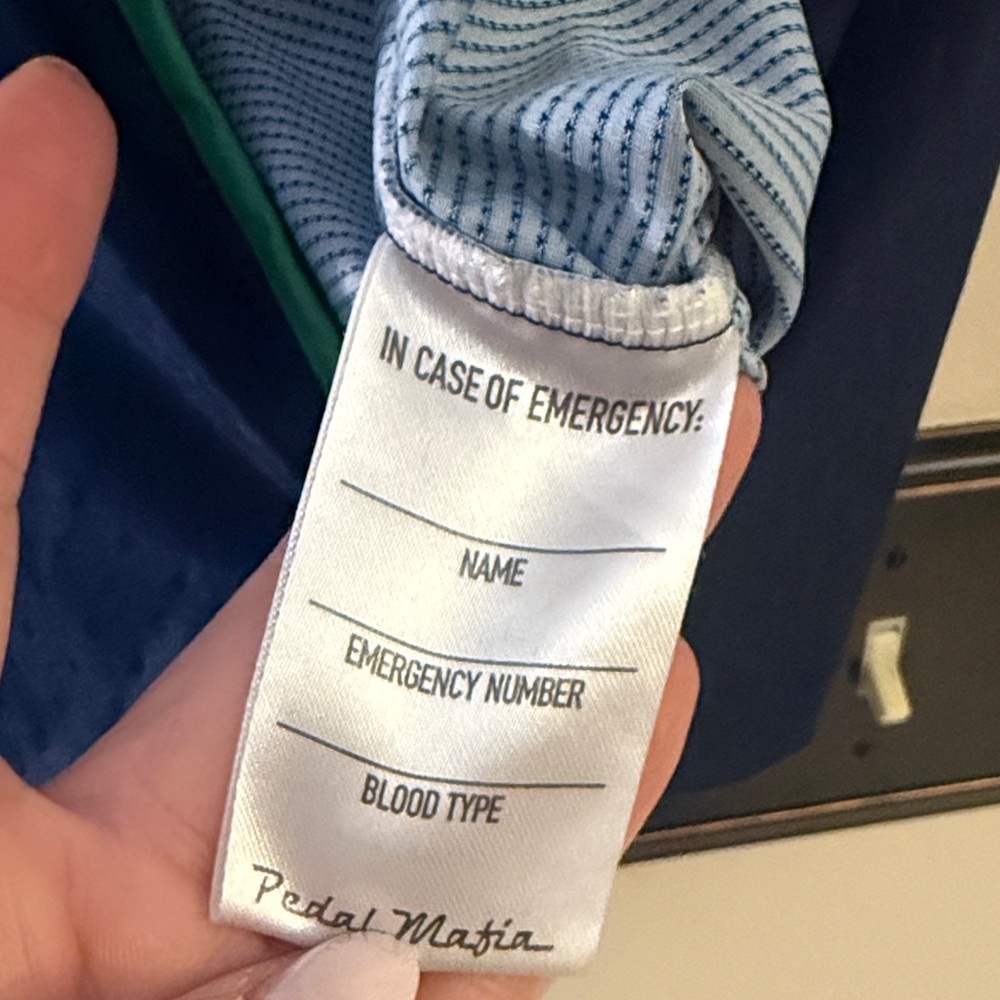 IN CASE OF EMERGENCY:
NAME
EMERGENCY NUMBER
BLOOD TYPE
Pedal Mafia